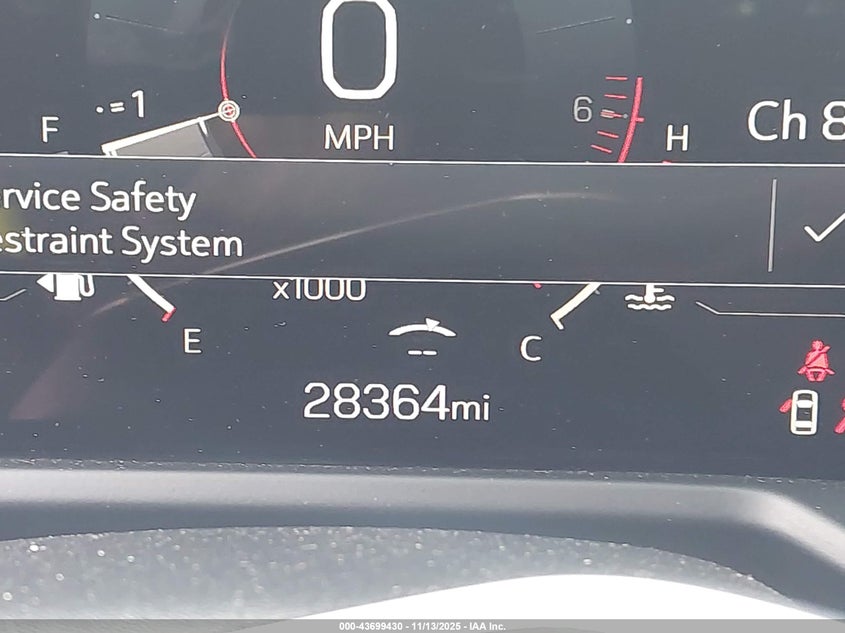 0
MPH
F
1
6
H
Ch 8
rvice Safety
estraint System
x1000
E
C
--
28364mi
000-43699430 - 11/13/2025 - IAA Inc.